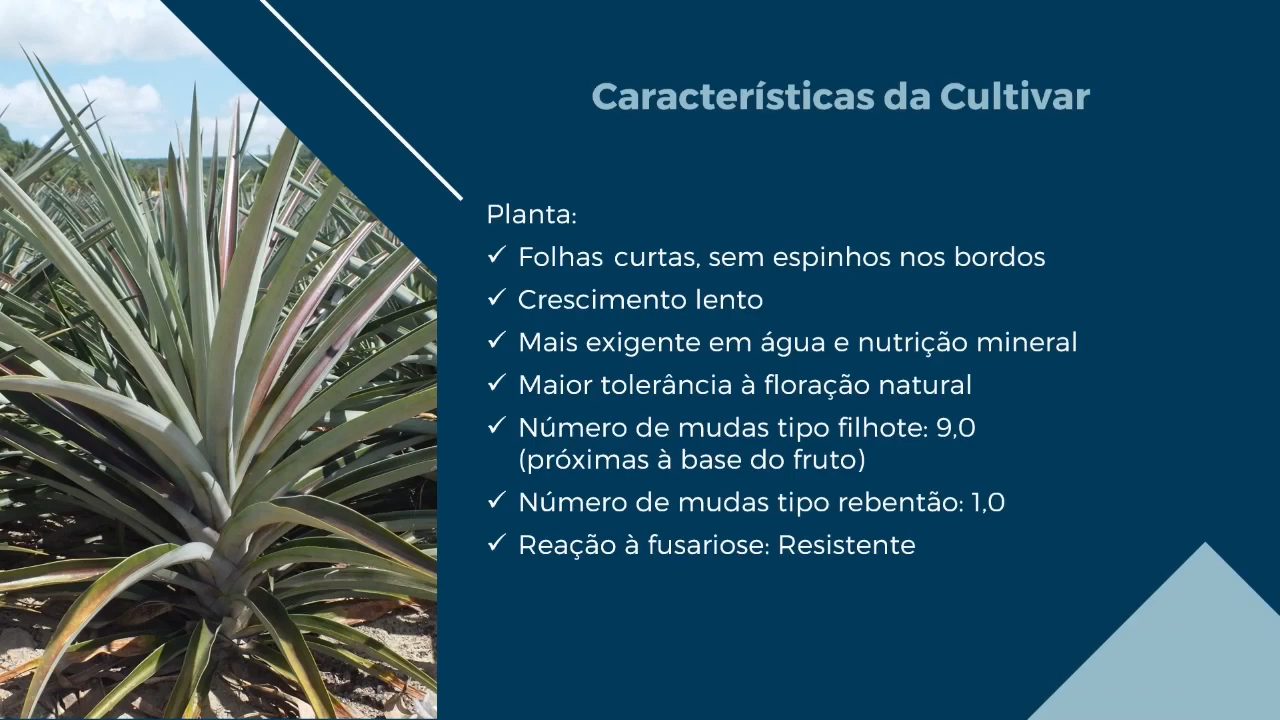 Características da Cultivar
Planta:
✓ Folhas curtas, sem espinhos nos bordos
✓ Crescimento lento
✓ Mais exigente em água e nutrição mineral
✓ Maior tolerância à floração natural
✓ Número de mudas tipo filhote: 9,0
(próximas à base do fruto)
✓ Número de mudas tipo rebentão: 1,0
✓ Reação à fusariose: Resistente